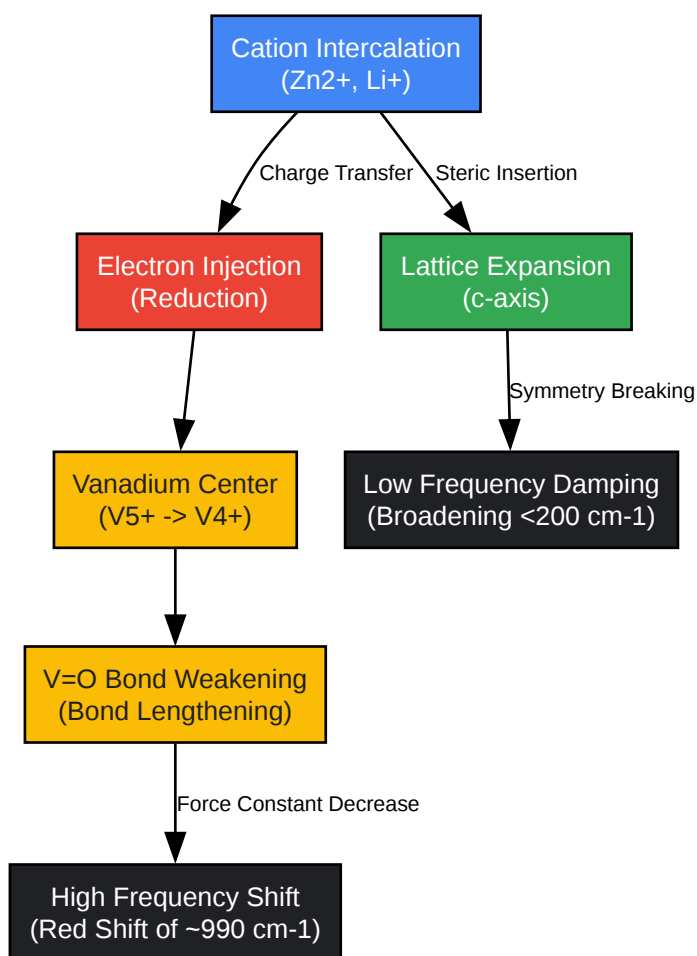 Cation Intercalation
(Zn2+, Li+)
Charge Transfer
Steric Insertion
Electron Injection
(Reduction)
Lattice Expansion
(c-axis)
Symmetry Breaking
Vanadium Center
(V5+ -> V4+)
Low Frequency Damping
(Broadening <200 cm-1)
V=O Bond Weakening
(Bond Lengthening)
Force Constant Decrease
High Frequency Shift
(Red Shift of ~990 cm-1)